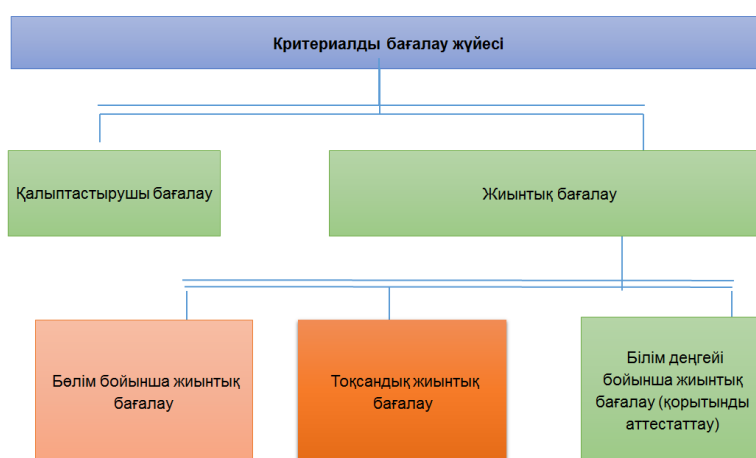 Критериалды бағалау жүйесі
Қалыптастырушы бағалау
Жиынтық бағалау
Бөлім бойынша жиынтық
бағалау
Тоқсандық жиынтық
бағалау
Білім деңгейі
бойынша жиынтық
бағалау (қорытынды
аттестаттау)